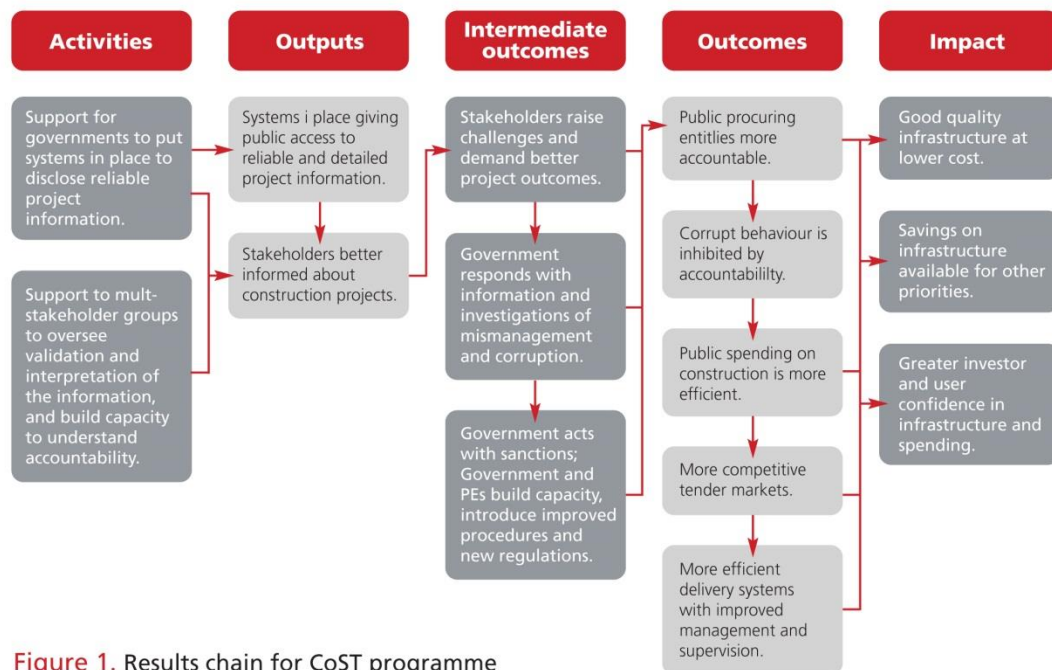 Activities
Outputs
Intermediate
outcomes
Outcomes
Impact
Support for
governments to put
systems in place to
disclose reliable
project
information.
Support to mult-
stakeholder groups
to oversee
validation and
interpretation of
the information,
and build capacity
to understand
accountability.
Systems i place giving
public access to
reliable and detailed
project information.
Stakeholders better
informed about
construction projects.
Stakeholders raise
challenges and
demand better
project outcomes.
Government
responds with
information and
investigations of
mismanagement
and corruption.
Government acts
with sanctions;
Government and
PEs build capacity,
introduce improved
procedures and
new regulations.
Public procuring
entitlies more
accountable.
Corrupt behaviour is
inhibited by
accountabililty.
Public spending on
construction is more
efficient.
More competitive
tender markets.
More efficient
delivery systems
with improved
management and
supervision.
Good quality
infrastructure at
lower cost.
Savings on
infrastructure
available for other
priorities.
Greater investor
and user
confidence in
infrastructure and
spending.
Figure 1. Results chain for CoST programme